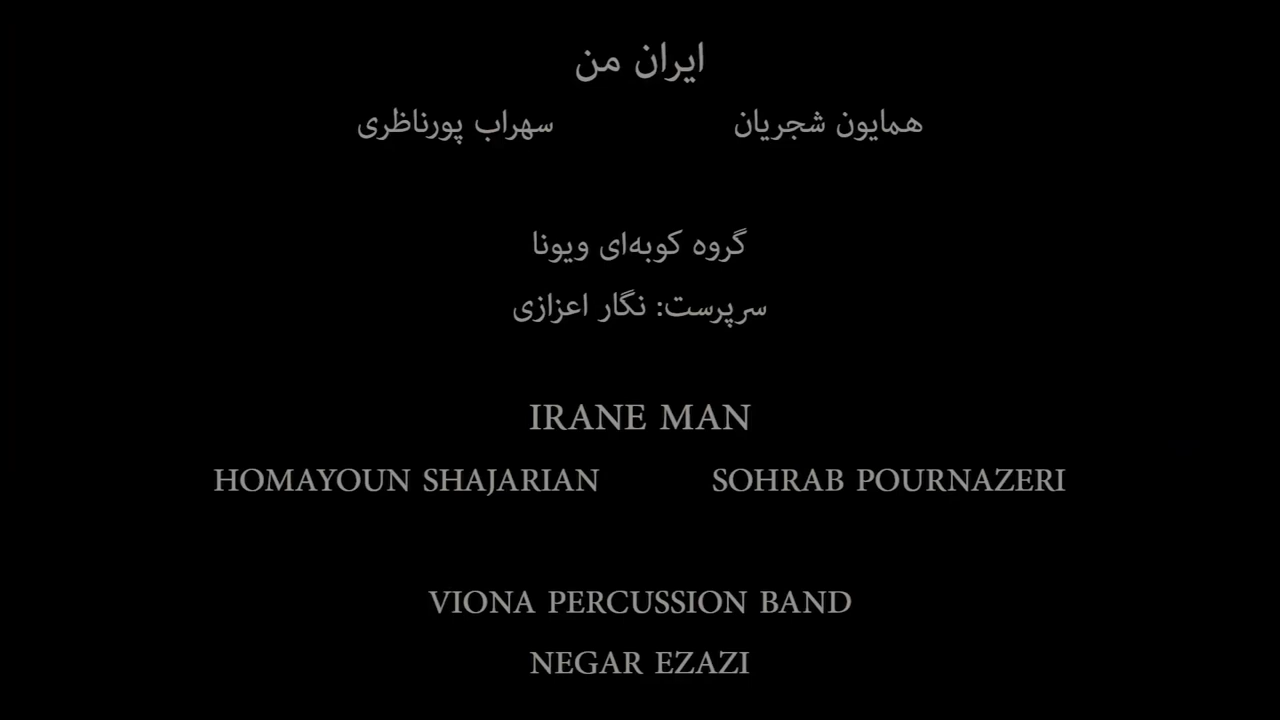 ایران من
همایون شجریان سهراب پورناظری
گروه کوبه‌ای ویونا
سرپرست: نگار اعزازی
IRANE MAN
HOMAYOUN SHAJARIAN SOHRAB POURNAZERI
VIONA PERCUSSION BAND
NEGAR EZAZI